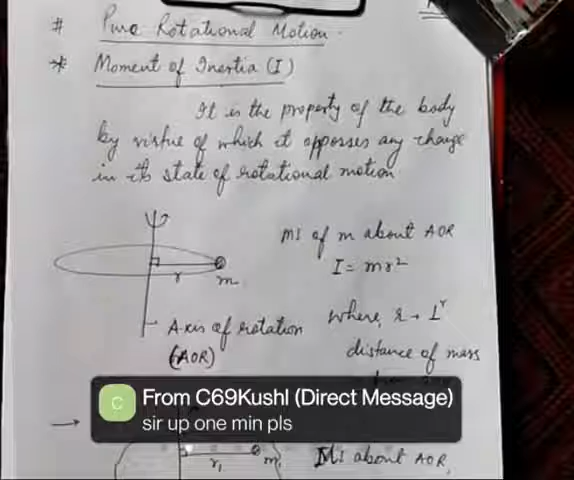 # Pure Rotational Motion.
* Moment of Inertia (I)
It is the property of the body
by virtue of which it opposses any change
in its state of rotational motion.
MI of m about AOR
I = mr²
r
m
Axis of rotation
(AOR)
where, r → ⊥r
distance of mass
C
From C69Kushl (Direct Message)
sir up one min pls
→
r₁
m₁
MI about AOR,